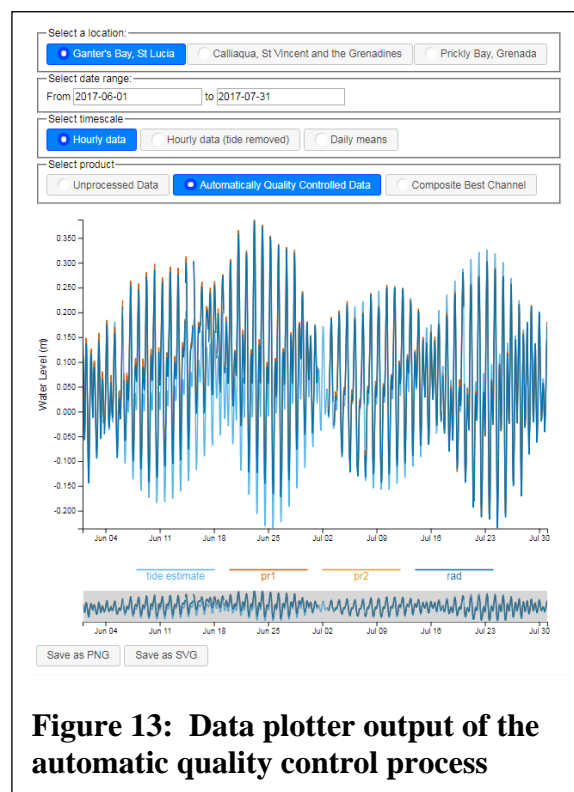 Select a location:
Ganter's Bay, St Lucia Calliaqua, St Vincent and the Grenadines Prickly Bay, Grenada
Select date range:
From 2017-06-01 to 2017-07-31
Select timescale
Hourly data Hourly data (tide removed) Daily means
Select product
Unprocessed Data Automatically Quality Controlled Data Composite Best Channel
Water Level (m)
0.350
0.300
0.250
0.200
0.150
0.100
0.050
0.000
-0.050
-0.100
-0.150
-0.200
Jun 04 Jun 11 Jun 18 Jun 25 Jul 02 Jul 09 Jul 16 Jul 23 Jul 30
tide estimate pr1 pr2 rad
Jun 04 Jun 11 Jun 18 Jun 25 Jul 02 Jul 09 Jul 16 Jul 23 Jul 30
Save as PNG Save as SVG
Figure 13: Data plotter output of the
automatic quality control process